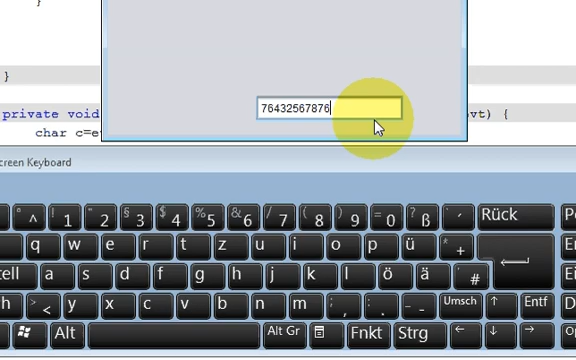 }
}
76432567876
private void vt) {
char c=e
creen Keyboard
° ^ ! 1 " 2 § 3 $ 4 % 5 & 6 / 7 ( 8 ) 9 = 0 ? ß ` ´ Rück
q w e r t z u i o p ü * +
tell a s d f g h j k l ö ä ' #
h > < y x c v b n m ; , : . _ - Umsch ↑ Entf
Alt Alt Gr Fnkt Strg ← ↓ →